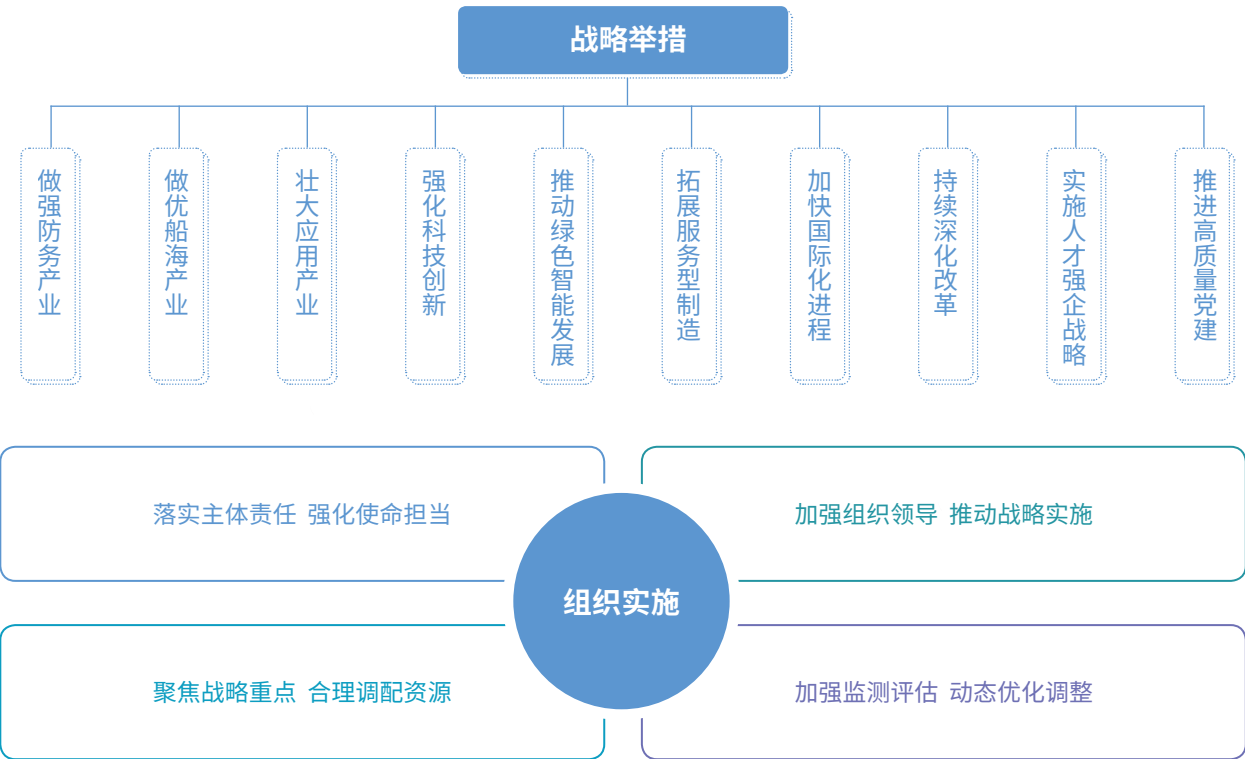 战略举措
做强防务产业
做优船海产业
壮大应用产业
强化科技创新
推动绿色智能发展
拓展服务型制造
加快国际化进程
持续深化改革
实施人才强企战略
推进高质量党建
落实主体责任 强化使命担当
加强组织领导 推动战略实施
组织实施
聚焦战略重点 合理调配资源
加强监测评估 动态优化调整